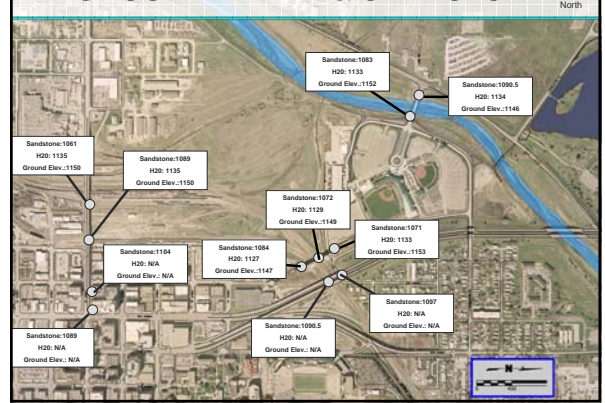 North
Sandstone:1083
H20: 1133
Ground Elev.:1152
Sandstone:1090.5
H20: 1134
Ground Elev.:1146
Sandstone:1061
H20: 1135
Ground Elev.:1150
Sandstone:1089
H20: 1135
Ground Elev.:1150
Sandstone:1072
H20: 1129
Ground Elev.:1149
Sandstone:1071
H20: 1133
Ground Elev.:1153
Sandstone:1084
H20: 1127
Ground Elev.:1147
Sandstone:1104
H20: N/A
Ground Elev.: N/A
Sandstone:1097
H20: N/A
Ground Elev.: N/A
Sandstone:1090.5
H20: N/A
Ground Elev.: N/A
Sandstone:1089
H20: N/A
Ground Elev.: N/A
N